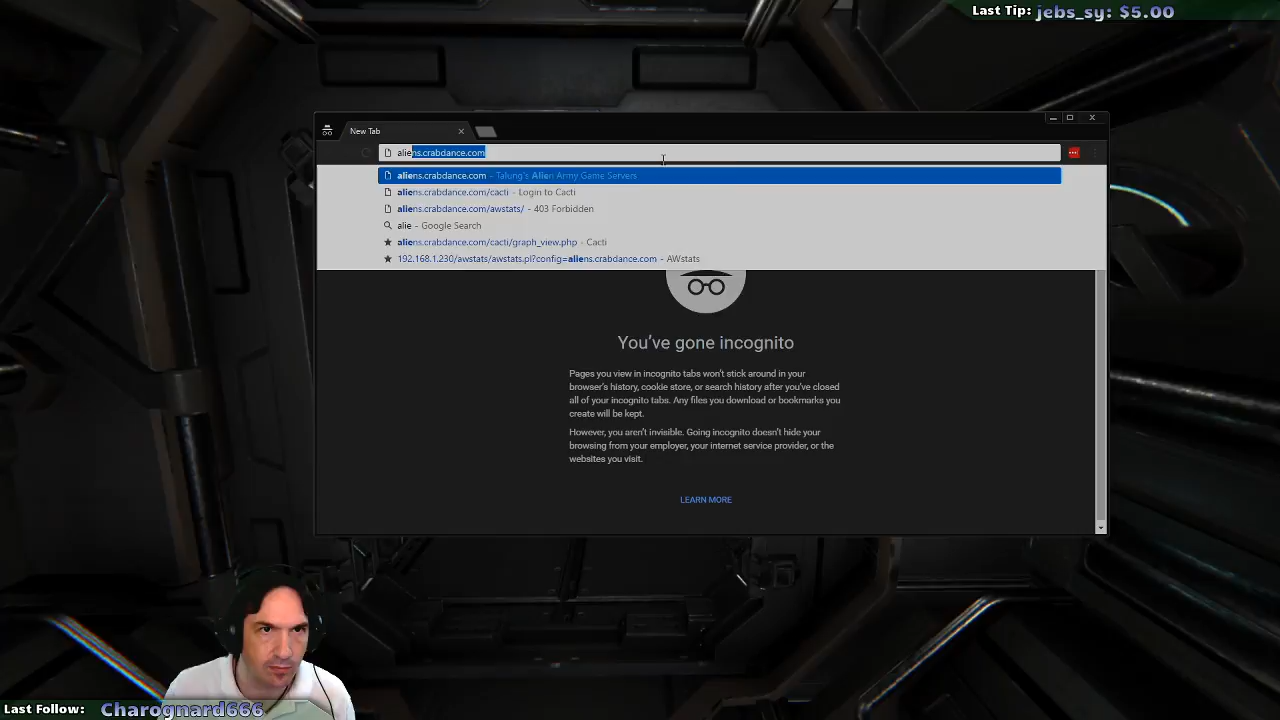 Last Tip: jebs_sy: $5.00
New Tab
aliens.crabdance.com
aliens.crabdance.com - Talung's Alien Army Game Servers
aliens.crabdance.com/cacti - Login to Cacti
aliens.crabdance.com/awstats/ - 403 Forbidden
alie - Google Search
aliens.crabdance.com/cacti/graph_view.php - Cacti
192.168.1.230/awstats/awstats.pl?config=aliens.crabdance.com - AWstats
You've gone incognito
Pages you view in incognito tabs won't stick around in your
browser's history, cookie store, or search history after you've closed
all of your incognito tabs. Any files you download or bookmarks you
create will be kept.
However, you aren't invisible. Going incognito doesn't hide your
browsing from your employer, your internet service provider, or the
websites you visit.
LEARN MORE
Last Follow: Charognard666